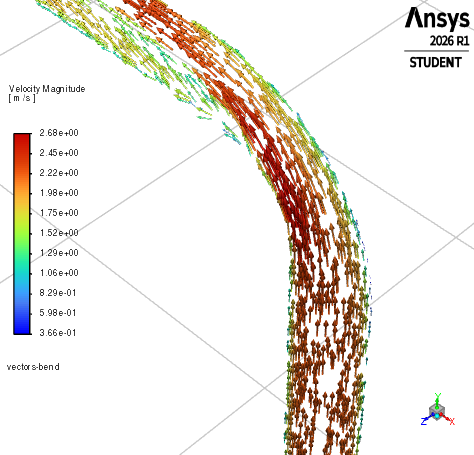 Ansys
2026 R1
STUDENT
Velocity Magnitude
[ m/s ]
2.68e+00
2.45e+00
2.22e+00
1.98e+00
1.75e+00
1.52e+00
1.29e+00
1.06e+00
8.29e-01
5.98e-01
3.66e-01
vectors-bend
Y
Z
X